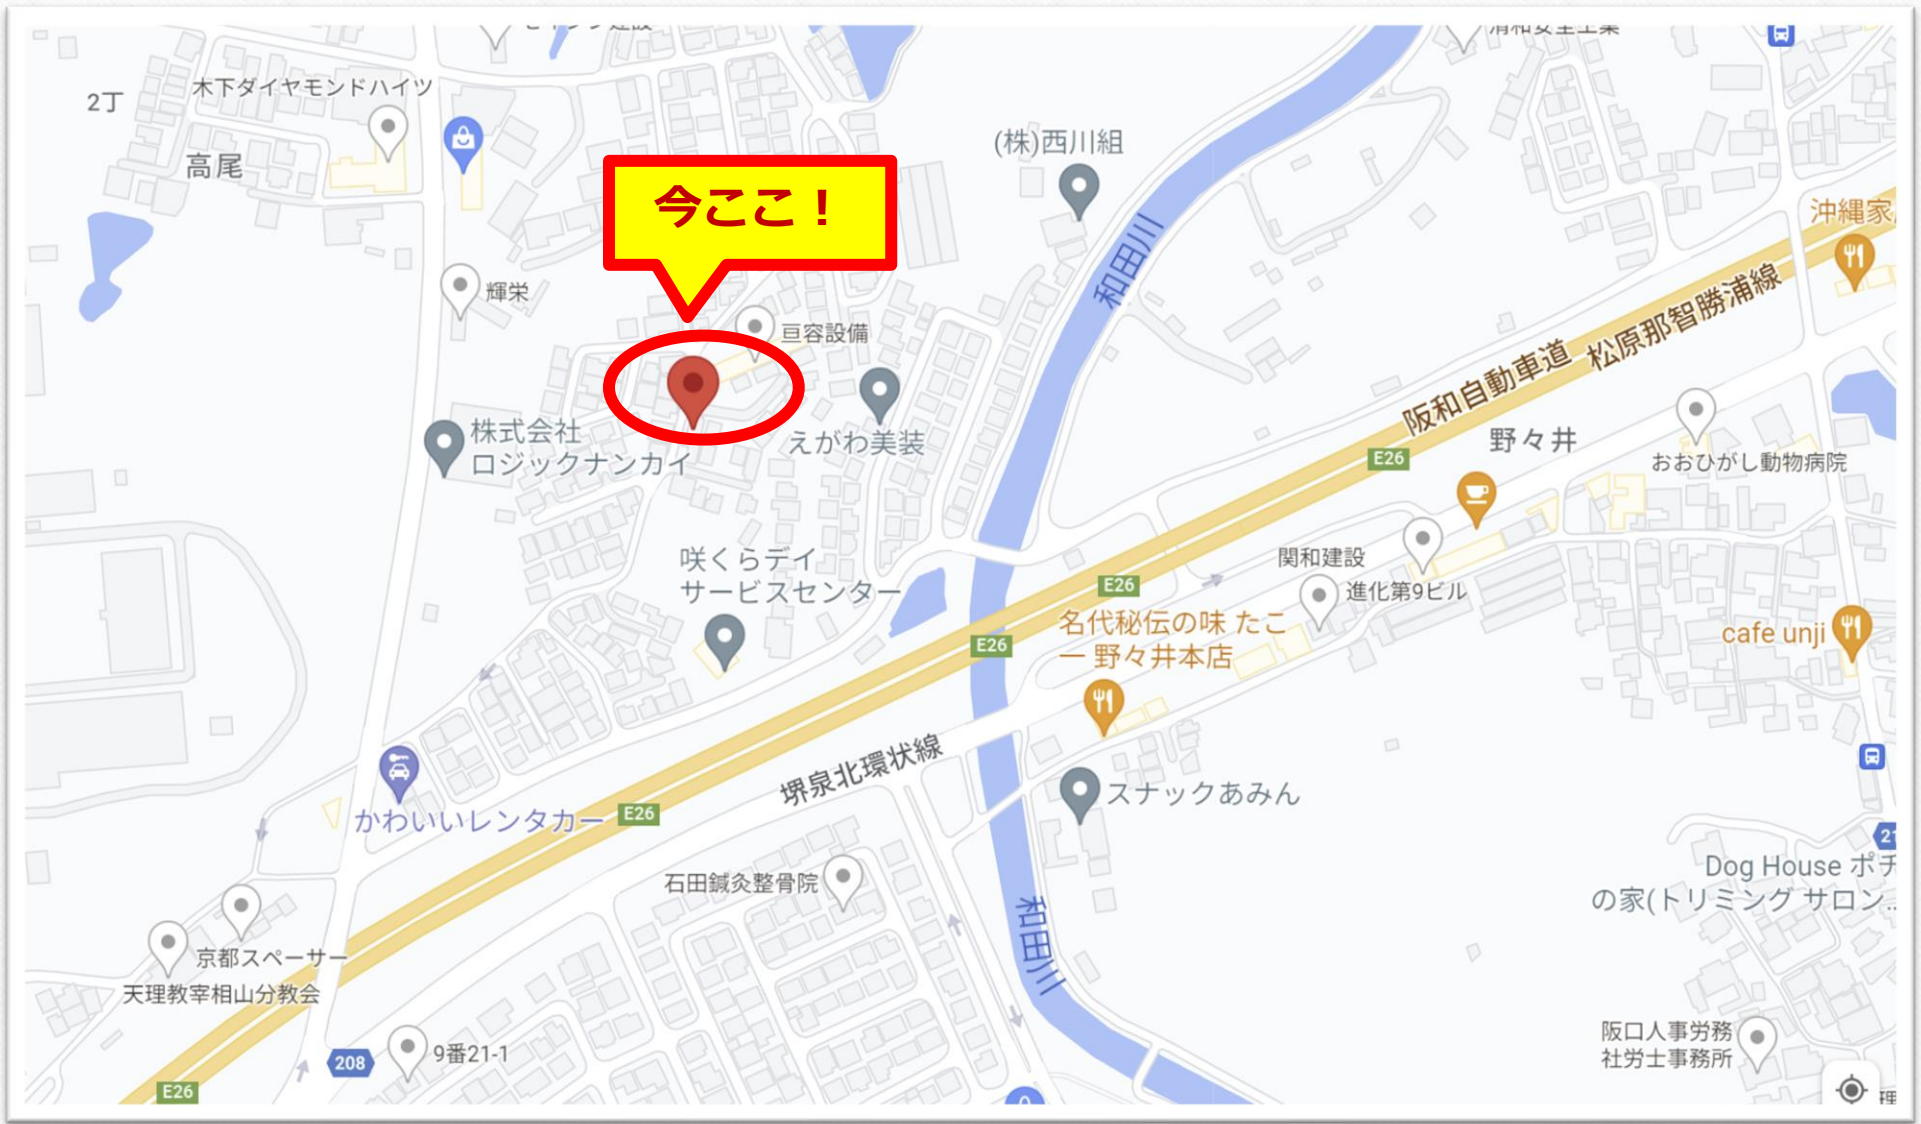 木下ダイヤモンドハイツ
2丁
高尾
(株)西川組
今ここ！
沖縄家
和田川
輝栄
亘容設備
阪和自動車道
松原那智勝浦線
株式会社
ロジックナンカイ
えがわ美装
E26
野々井
おおひがし動物病院
咲くらデイ
サービスセンター
E26
関和建設
進化第9ビル
名代秘伝の味 たこ
一 野々井本店
E26
cafe unji
堺泉北環状線
かわいいレンタカー
E26
スナックあみん
21
Dog House ポチ
の家(トリミング サロン...
石田鍼灸整骨院
和田川
京都スペーサー
天理教宰相山分教会
阪口人事労務
社労士事務所
208
9番21-1
E26
理